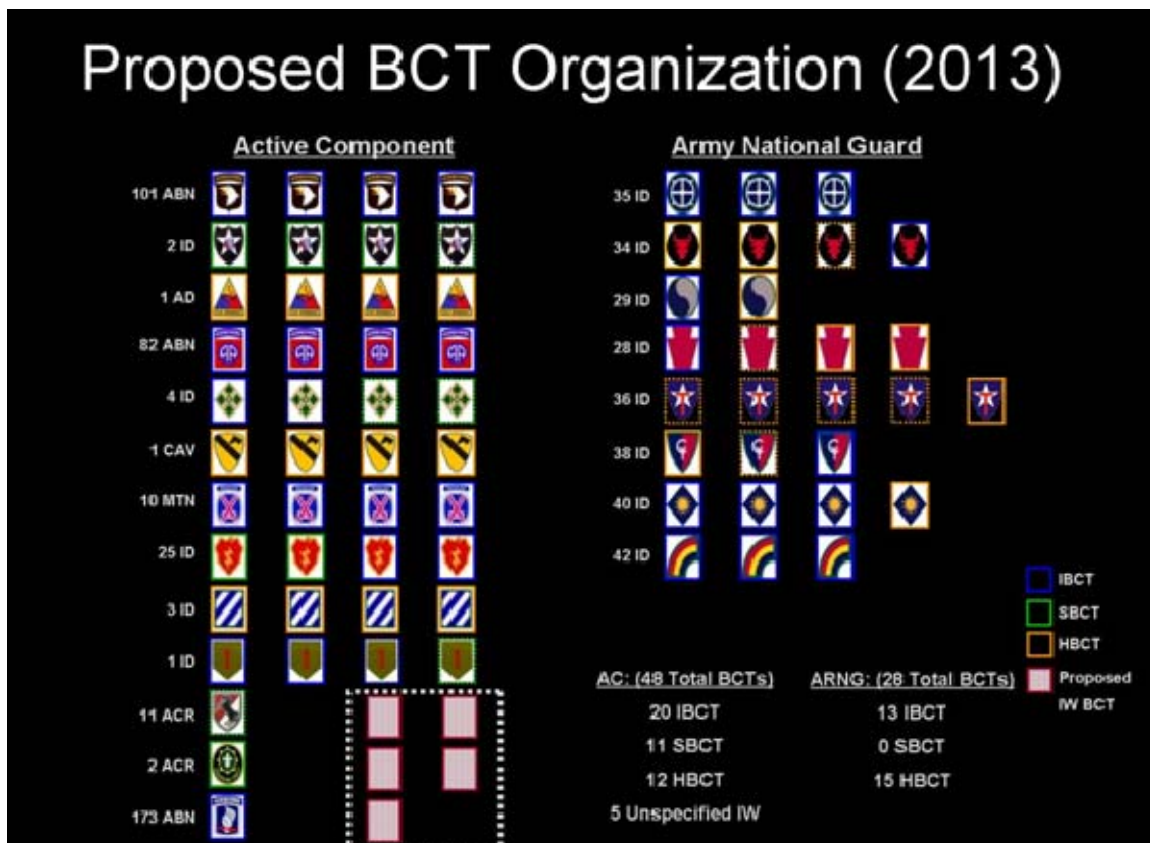 Proposed BCT Organization (2013)
Active Component
101 ABN
2 ID
1 AD
82 ABN
4 ID
1 CAV
10 MTN
25 ID
3 ID
1 ID
11 ACR
2 ACR
173 ABN
Army National Guard
35 ID
34 ID
29 ID
28 ID
36 ID
38 ID
40 ID
42 ID
IBCT
SBCT
HBCT
Proposed
IW BCT
AC: (48 Total BCTs)
20 IBCT
11 SBCT
12 HBCT
5 Unspecified IW
ARNG: (28 Total BCTs)
13 IBCT
0 SBCT
15 HBCT